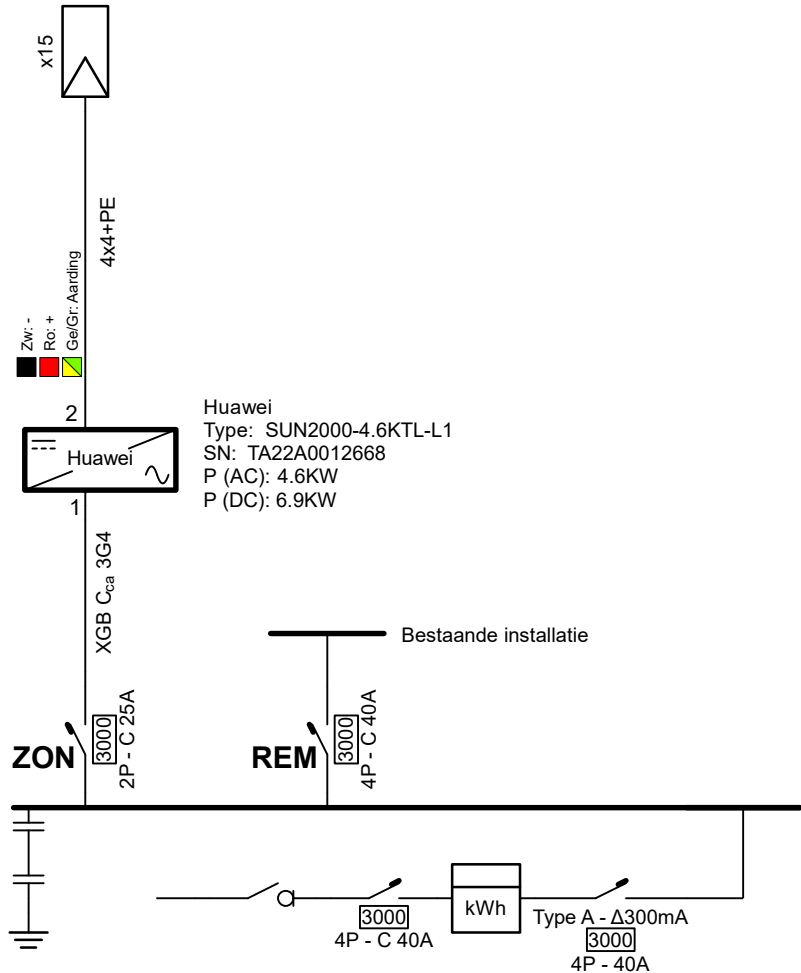 x15
4x4+PE
Zw: -
Ro: +
Ge/Gr: Aarding
2
Huawei
Huawei
Type: SUN2000-4.6KTL-L1
SN: TA22A0012668
P (AC): 4.6KW
P (DC): 6.9KW
1
XGB Cca 3G4
Bestaande installatie
ZON
3000
2P - C 25A
REM
3000
4P - C 40A
3000
4P - C 40A
kWh
Type A - Δ300mA
3000
4P - 40A